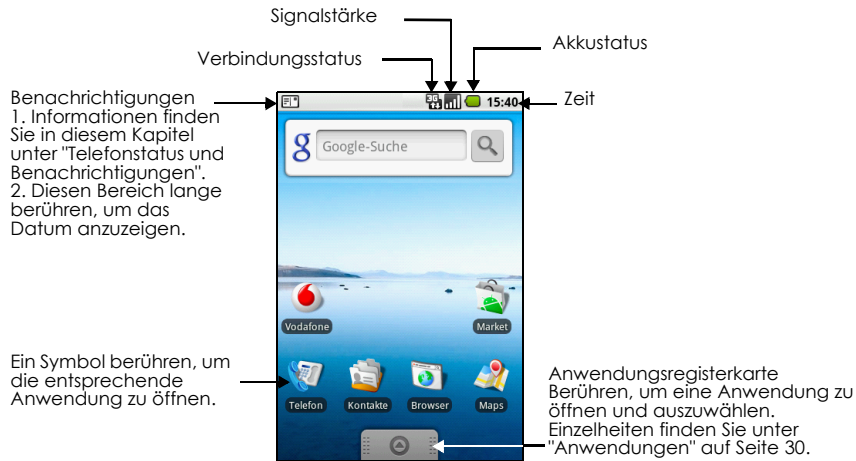 Signalstärke
Verbindungsstatus
Akkustatus
Zeit
Benachrichtigungen
1. Informationen finden
Sie in diesem Kapitel
unter "Telefonstatus und
Benachrichtigungen".
2. Diesen Bereich lange
berühren, um das
Datum anzuzeigen.
3G
15:40
g
Google-Suche
Vodafone
Market
Ein Symbol berühren, um
die entsprechende
Anwendung zu öffnen.
Telefon
Kontakte
Browser
Maps
Anwendungsregisterkarte
Berühren, um eine Anwendung zu
öffnen und auszuwählen.
Einzelheiten finden Sie unter
"Anwendungen" auf Seite 30.